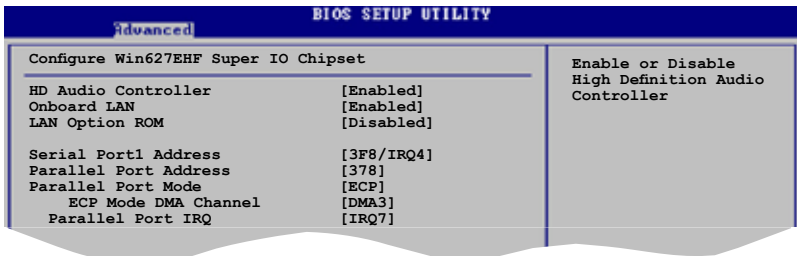 BIOS SETUP UTILITY
Advanced
Configure Win627EHF Super IO Chipset
HD Audio Controller [Enabled]
Onboard LAN [Enabled]
LAN Option ROM [Disabled]
Serial Port1 Address [3F8/IRQ4]
Parallel Port Address [378]
Parallel Port Mode [ECP]
ECP Mode DMA Channel [DMA3]
Parallel Port IRQ [IRQ7]
Enable or Disable
High Definition Audio
Controller